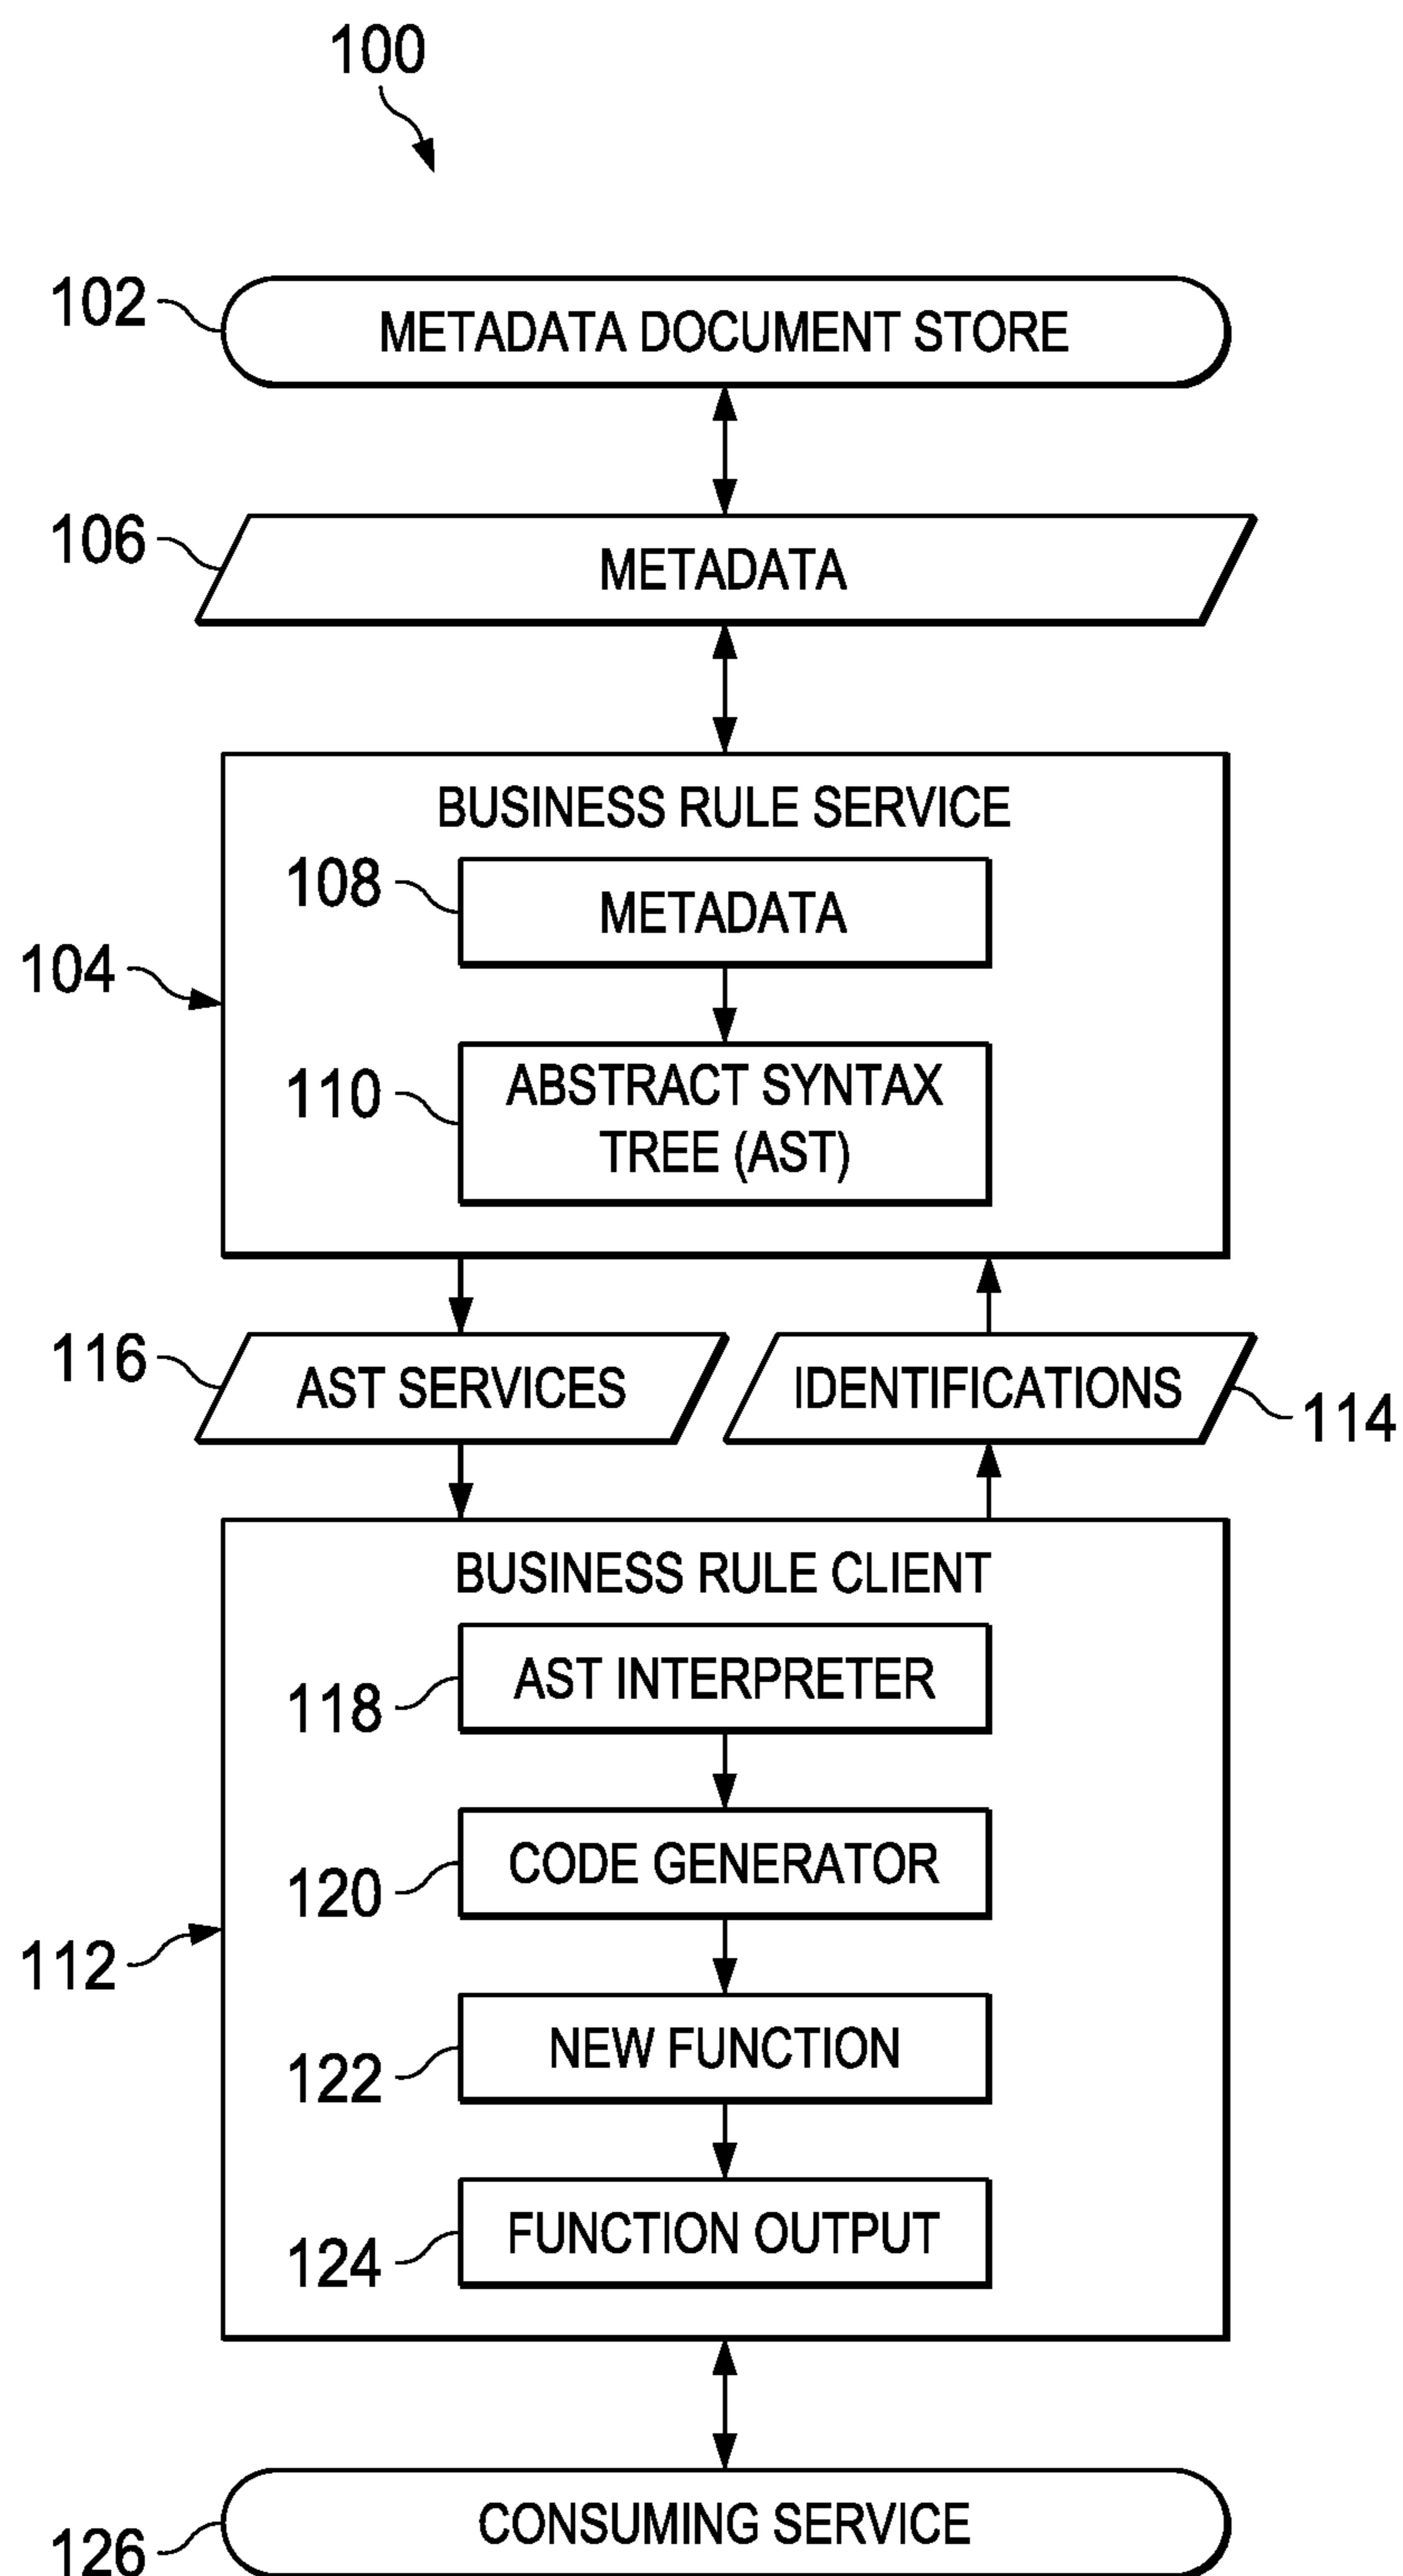 100
102
METADATA DOCUMENT STORE
106
METADATA
BUSINESS RULE SERVICE
108
METADATA
104
110
ABSTRACT SYNTAX
TREE (AST)
116
AST SERVICES
IDENTIFICATIONS
114
BUSINESS RULE CLIENT
118
AST INTERPRETER
120
CODE GENERATOR
112
122
NEW FUNCTION
124
FUNCTION OUTPUT
126
CONSUMING SERVICE